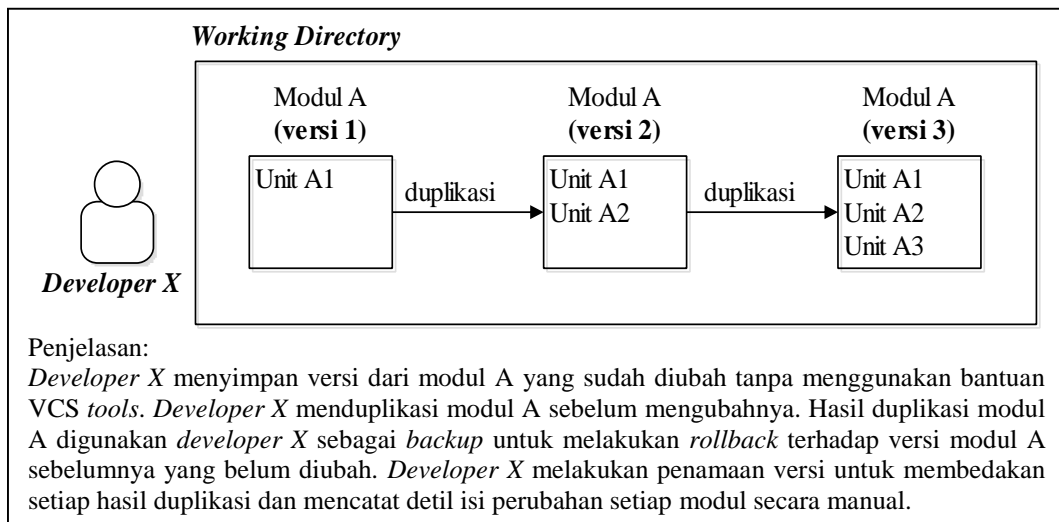 Working Directory
Modul A
(versi 1)
Modul A
(versi 2)
Modul A
(versi 3)
Unit A1
duplikasi
Unit A1
Unit A2
duplikasi
Unit A1
Unit A2
Unit A3
Developer X
Penjelasan:
Developer X menyimpan versi dari modul A yang sudah diubah tanpa menggunakan bantuan
VCS tools. Developer X menduplikasi modul A sebelum mengubahnya. Hasil duplikasi modul
A digunakan developer X sebagai backup untuk melakukan rollback terhadap versi modul A
sebelumnya yang belum diubah. Developer X melakukan penamaan versi untuk membedakan
setiap hasil duplikasi dan mencatat detil isi perubahan setiap modul secara manual.